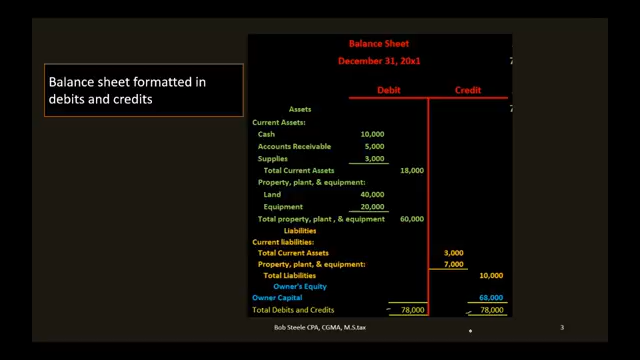 Balance sheet formatted in
debits and credits
Balance Sheet
December 31, 20x1
Debit Credit
Assets
Current Assets:
Cash 10,000
Accounts Receivable 5,000
Supplies 3,000
Total Current Assets 18,000
Property, plant, & equipment:
Land 40,000
Equipment 20,000
Total property, plant , & equipment 60,000
Liabilities
Current liabilities:
Total Current Assets 3,000
Property, plant, & equipment: 7,000
Total Liabilities 10,000
Owner's Equity
Owner Capital 68,000
Total Debits and Credits 78,000 78,000
Bob Steele CPA, CGMA, M.S.tax 3